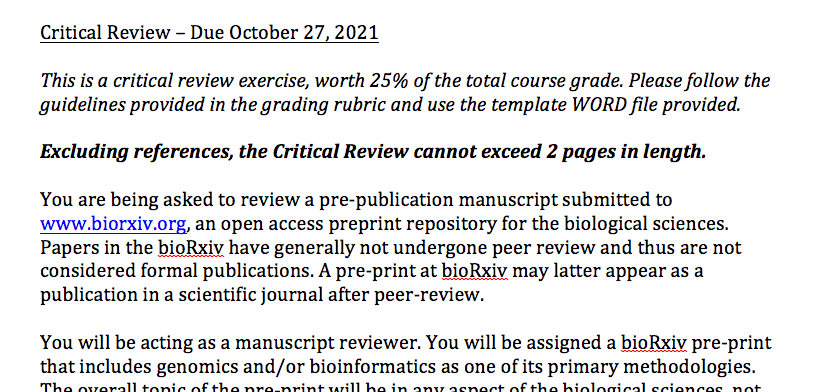 Critical Review – Due October 27, 2021
This is a critical review exercise, worth 25% of the total course grade. Please follow the
guidelines provided in the grading rubric and use the template WORD file provided.
Excluding references, the Critical Review cannot exceed 2 pages in length.
You are being asked to review a pre-publication manuscript submitted to
www.biorxiv.org, an open access preprint repository for the biological sciences.
Papers in the bioRxiv have generally not undergone peer review and thus are not
considered formal publications. A pre-print at bioRxiv may latter appear as a
publication in a scientific journal after peer-review.
You will be acting as a manuscript reviewer. You will be assigned a bioRxiv pre-print
that includes genomics and/or bioinformatics as one of its primary methodologies.
The overall topic of the pre-print will be in any aspect of the biological sciences, not